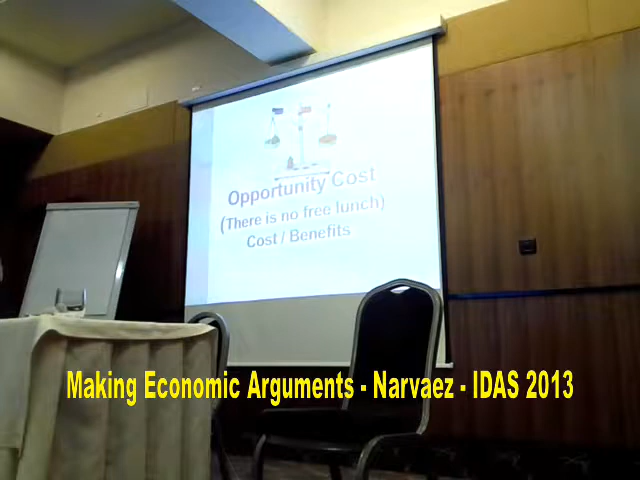 Opportunity Cost
(There is no free lunch)
Cost / Benefits
Making Economic Arguments - Narvaez - IDAS 2013